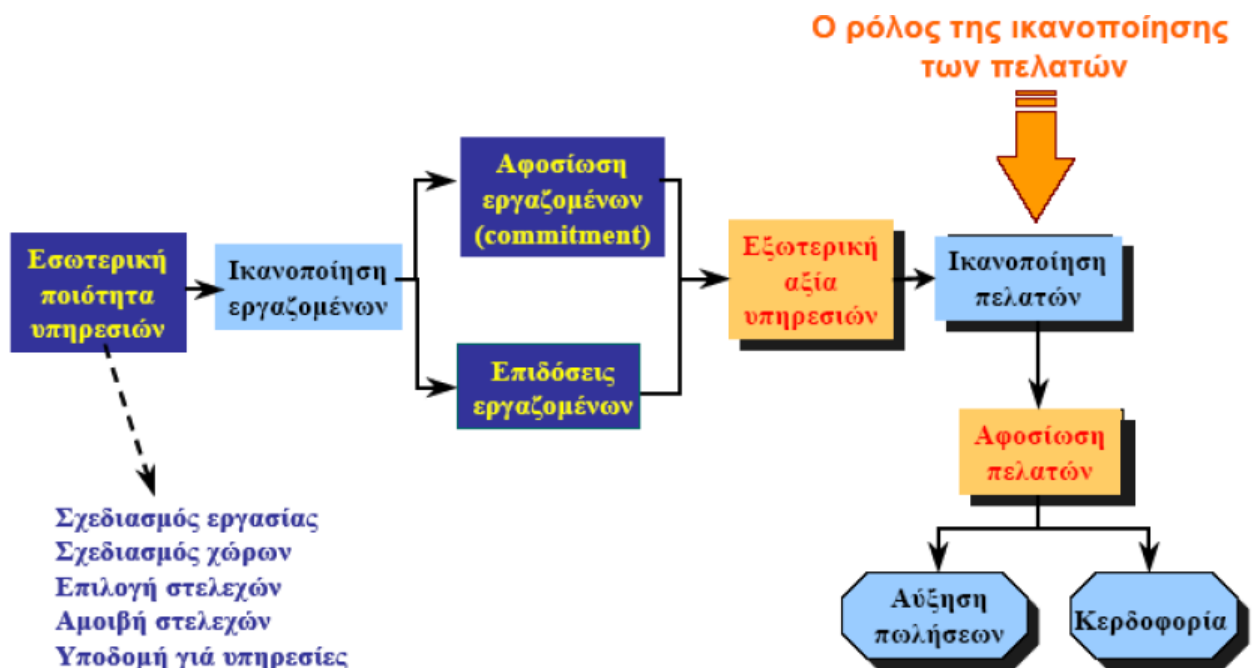 Ο ρόλος της ικανοποίησης
των πελατών
Εσωτερική
ποιότητα
υπηρεσιών
Ικανοποίηση
εργαζομένων
Αφοσίωση
εργαζομένων
(commitment)
Επιδόσεις
εργαζομένων
Εξωτερική
αξία
υπηρεσιών
Ικανοποίηση
πελατών
Αφοσίωση
πελατών
Αύξηση
πωλήσεων
Κερδοφορία
Σχεδιασμός εργασίας
Σχεδιασμός χώρων
Επιλογή στελεχών
Αμοιβή στελεχών
Υποδομή γιά υπηρεσίες